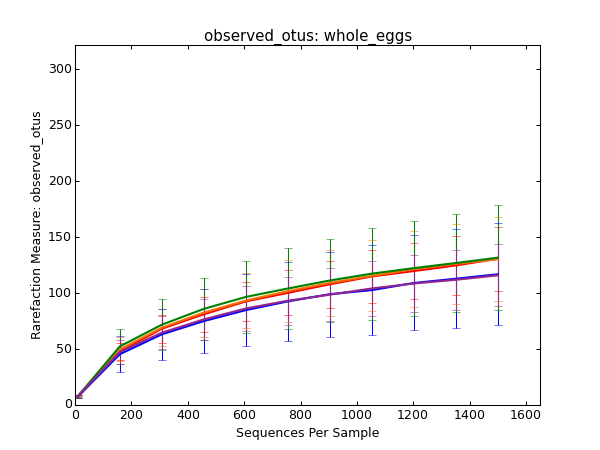 observed_otus: whole_eggs
300
250
200
150
100
50
0
Rarefaction Measure: observed_otus
0 200 400 600 800 1000 1200 1400 1600
Sequences Per Sample